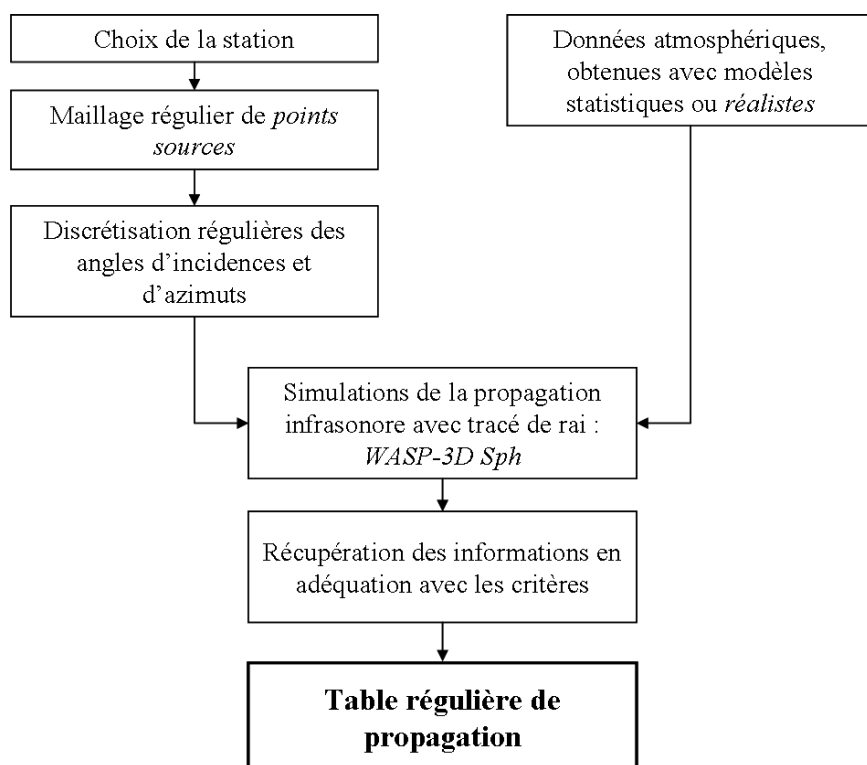 Choix de la station
Maillage régulier de points
sources
Discrétisation régulières des
angles d'incidences et
d'azimuts
Données atmosphériques,
obtenues avec modèles
statistiques ou réalistes
Simulations de la propagation
infrasonore avec tracé de rai :
WASP-3D Sph
Récupération des informations en
adéquation avec les critères
Table régulière de
propagation